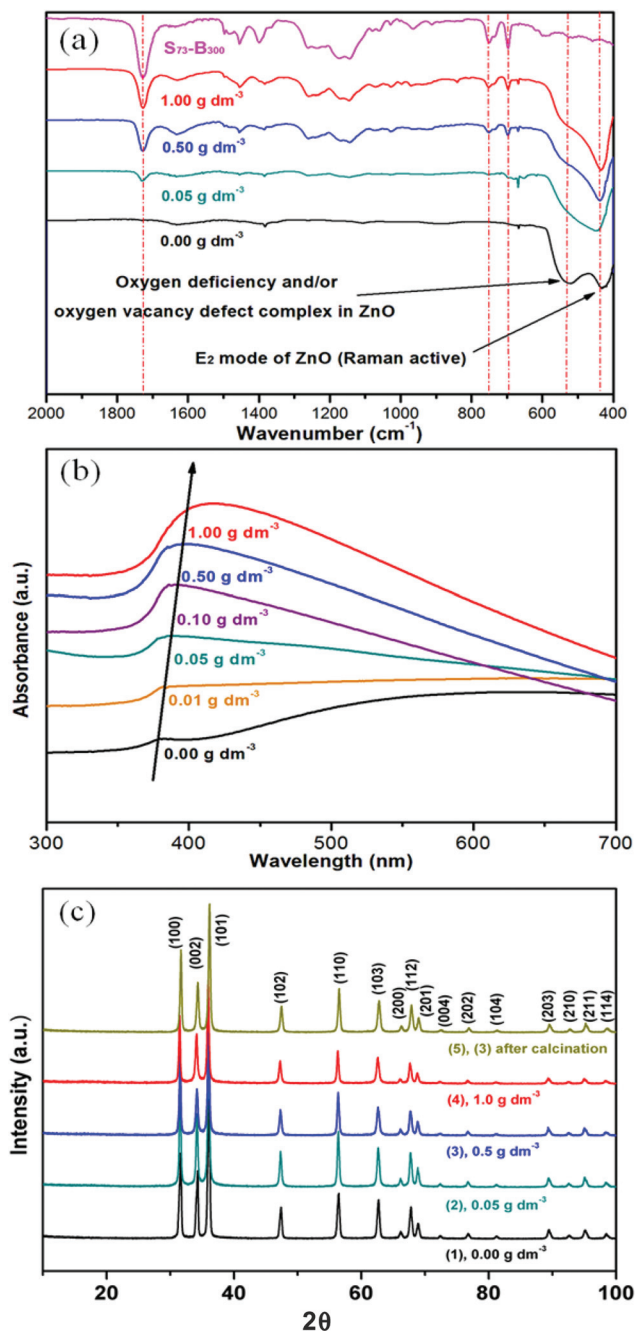 (a)
S73-B300
1.00 g dm-3
0.50 g dm-3
0.05 g dm-3
0.00 g dm-3
Oxygen deficiency and/or
oxygen vacancy defect complex in ZnO
E2 mode of ZnO (Raman active)
2000 1800 1600 1400 1200 1000 800 600 400
Wavenumber (cm-1)
(b)
Absorbance (a.u.)
1.00 g dm-3
0.50 g dm-3
0.10 g dm-3
0.05 g dm-3
0.01 g dm-3
0.00 g dm-3
300 400 500 600 700
Wavelength (nm)
(c)
Intensity (a.u.)
(100) (002) (101) (102) (110) (103) (200) (112) (201) (004) (202) (104) (203) (210) (211) (114)
(5), (3) after calcination
(4), 1.0 g dm-3
(3), 0.5 g dm-3
(2), 0.05 g dm-3
(1), 0.00 g dm-3
20 40 60 80 100
2θ